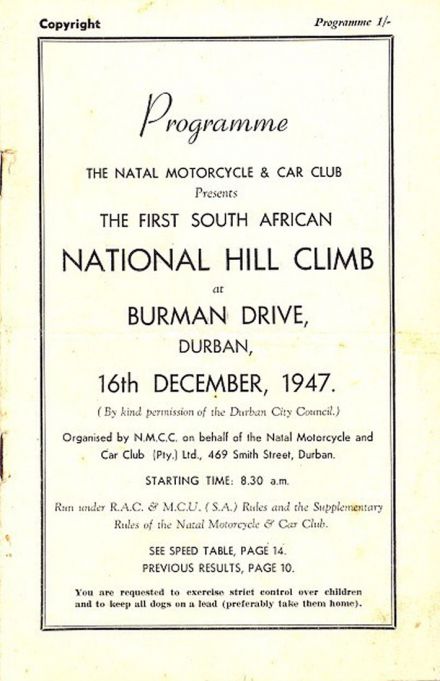 Copyright
Programme 1/-
Programme
THE NATAL MOTORCYCLE & CAR CLUB
Presents
THE FIRST SOUTH AFRICAN
NATIONAL HILL CLIMB
at
BURMAN DRIVE,
DURBAN,
16th DECEMBER, 1947.
(By kind permission of the Durban City Council.)
Organised by N.M.C.C. on behalf of the Natal Motorcycle and
Car Club (Pty.) Ltd., 469 Smith Street, Durban.
STARTING TIME: 8.30 a.m.
Run under R.A.C. & M.C.U. (S.A.) Rules and the Supplementary
Rules of the Natal Motorcycle & Car Club.
SEE SPEED TABLE, PAGE 14.
PREVIOUS RESULTS, PAGE 10.
You are requested to exercise strict control over children
and to keep all dogs on a lead (preferably take them home).